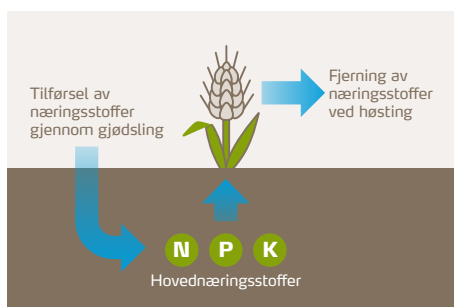 Tilførsel av
næringsstoffer
gjennom gjødsling
Fjerning av
næringsstoffer
ved høsting
N P K
Hovednæringsstoffer